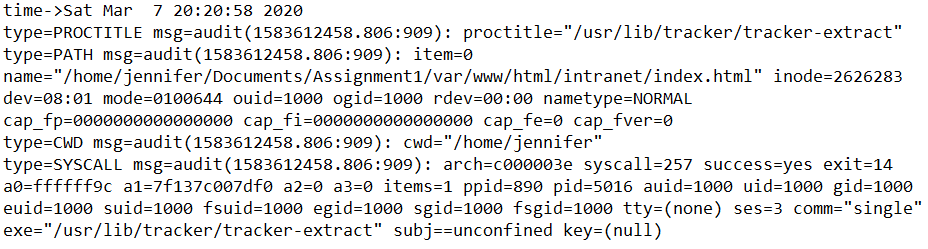 time->Sat Mar  7 20:20:58 2020
type=PROCTITLE msg=audit(1583612458.806:909): proctitle="/usr/lib/tracker/tracker-extract"
type=PATH msg=audit(1583612458.806:909): item=0
name="/home/jennifer/Documents/Assignment1/var/www/html/intranet/index.html" inode=2626283
dev=08:01 mode=0100644 ouid=1000 ogid=1000 rdev=00:00 nametype=NORMAL
cap_fp=0000000000000000 cap_fi=0000000000000000 cap_fe=0 cap_fver=0
type=CWD msg=audit(1583612458.806:909): cwd="/home/jennifer"
type=SYSCALL msg=audit(1583612458.806:909): arch=c000003e syscall=257 success=yes exit=14
a0=ffffff9c a1=7f137c007df0 a2=0 a3=0 items=1 ppid=890 pid=5016 auid=1000 uid=1000 gid=1000
euid=1000 suid=1000 fsuid=1000 egid=1000 sgid=1000 fsgid=1000 tty=(none) ses=3 comm="single"
exe="/usr/lib/tracker/tracker-extract" subj==unconfined key=(null)